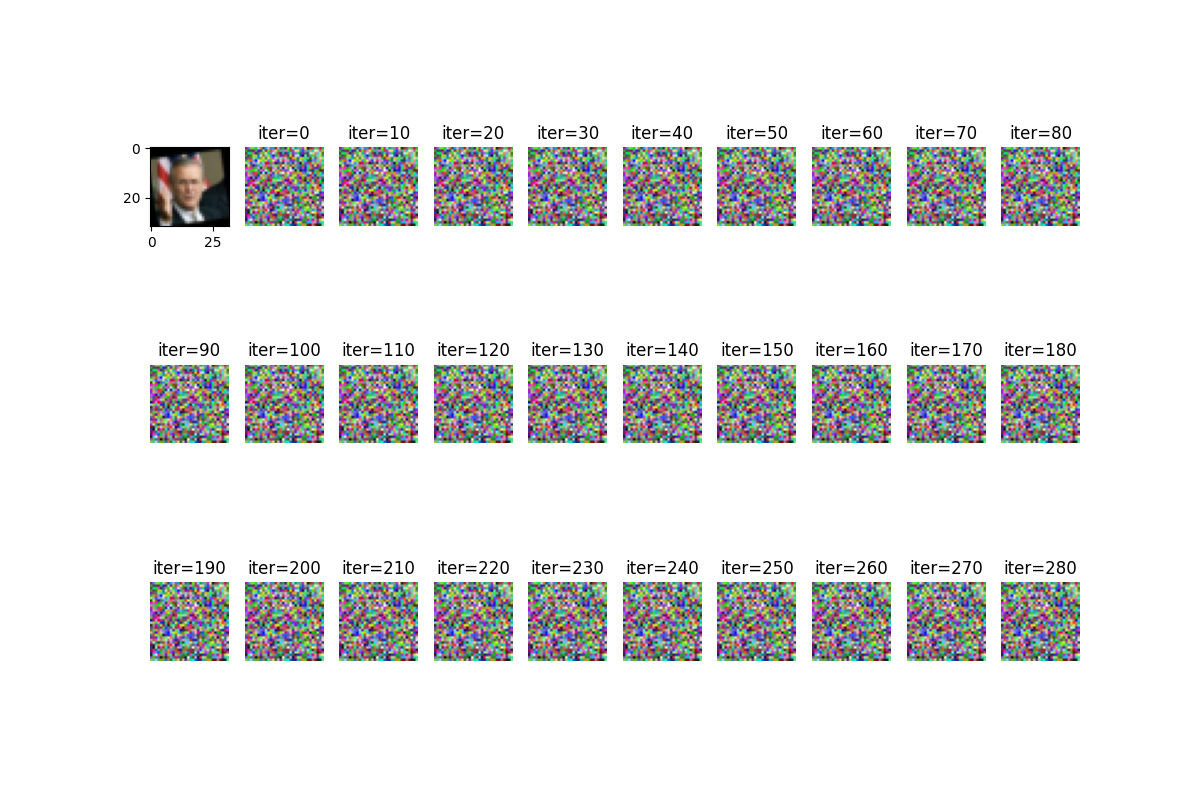 iter=0 iter=10 iter=20 iter=30 iter=40 iter=50 iter=60 iter=70 iter=80
0
20
0 25
iter=90 iter=100 iter=110 iter=120 iter=130 iter=140 iter=150 iter=160 iter=170 iter=180
iter=190 iter=200 iter=210 iter=220 iter=230 iter=240 iter=250 iter=260 iter=270 iter=280